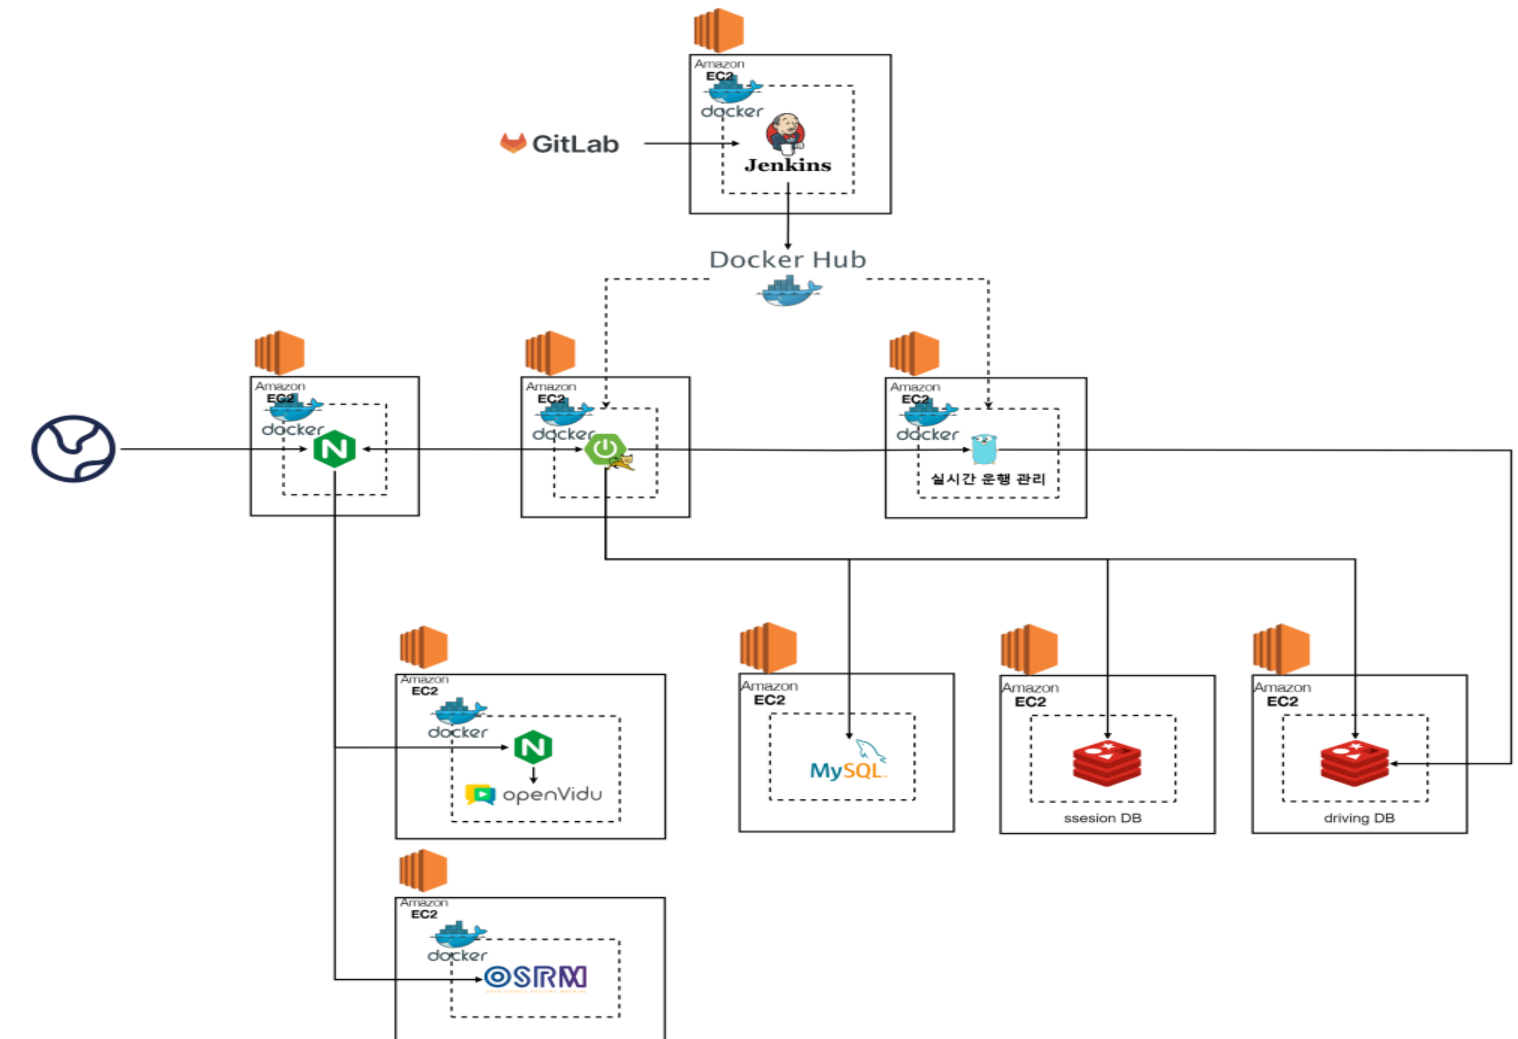 Amazon
EC2
docker
GitLab
Jenkins
Docker Hub
Amazon
EC2
docker
Amazon
EC2
docker
Amazon
EC2
docker
실시간 운행 관리
Amazon
EC2
docker
openVidu
Amazon
EC2
MySQL
Amazon
EC2
ssesion DB
Amazon
EC2
driving DB
Amazon
EC2
docker
OSRM